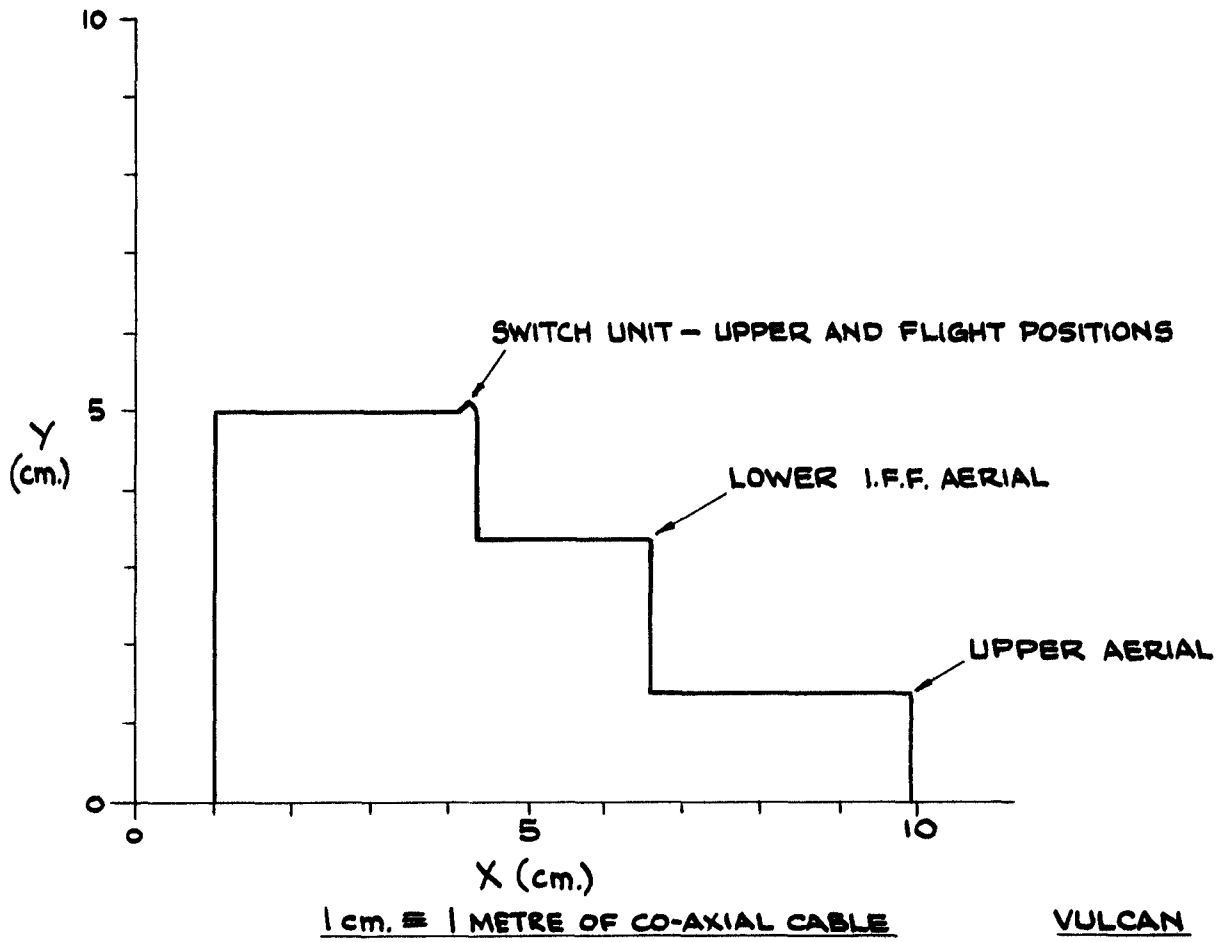 10
SWITCH UNIT — UPPER AND FLIGHT POSITIONS
5
Y
(cm.)
LOWER I.F.F. AERIAL
UPPER AERIAL
0
0
5
10
X (cm.)
1 cm. ≡ 1 METRE OF CO-AXIAL CABLE
VULCAN